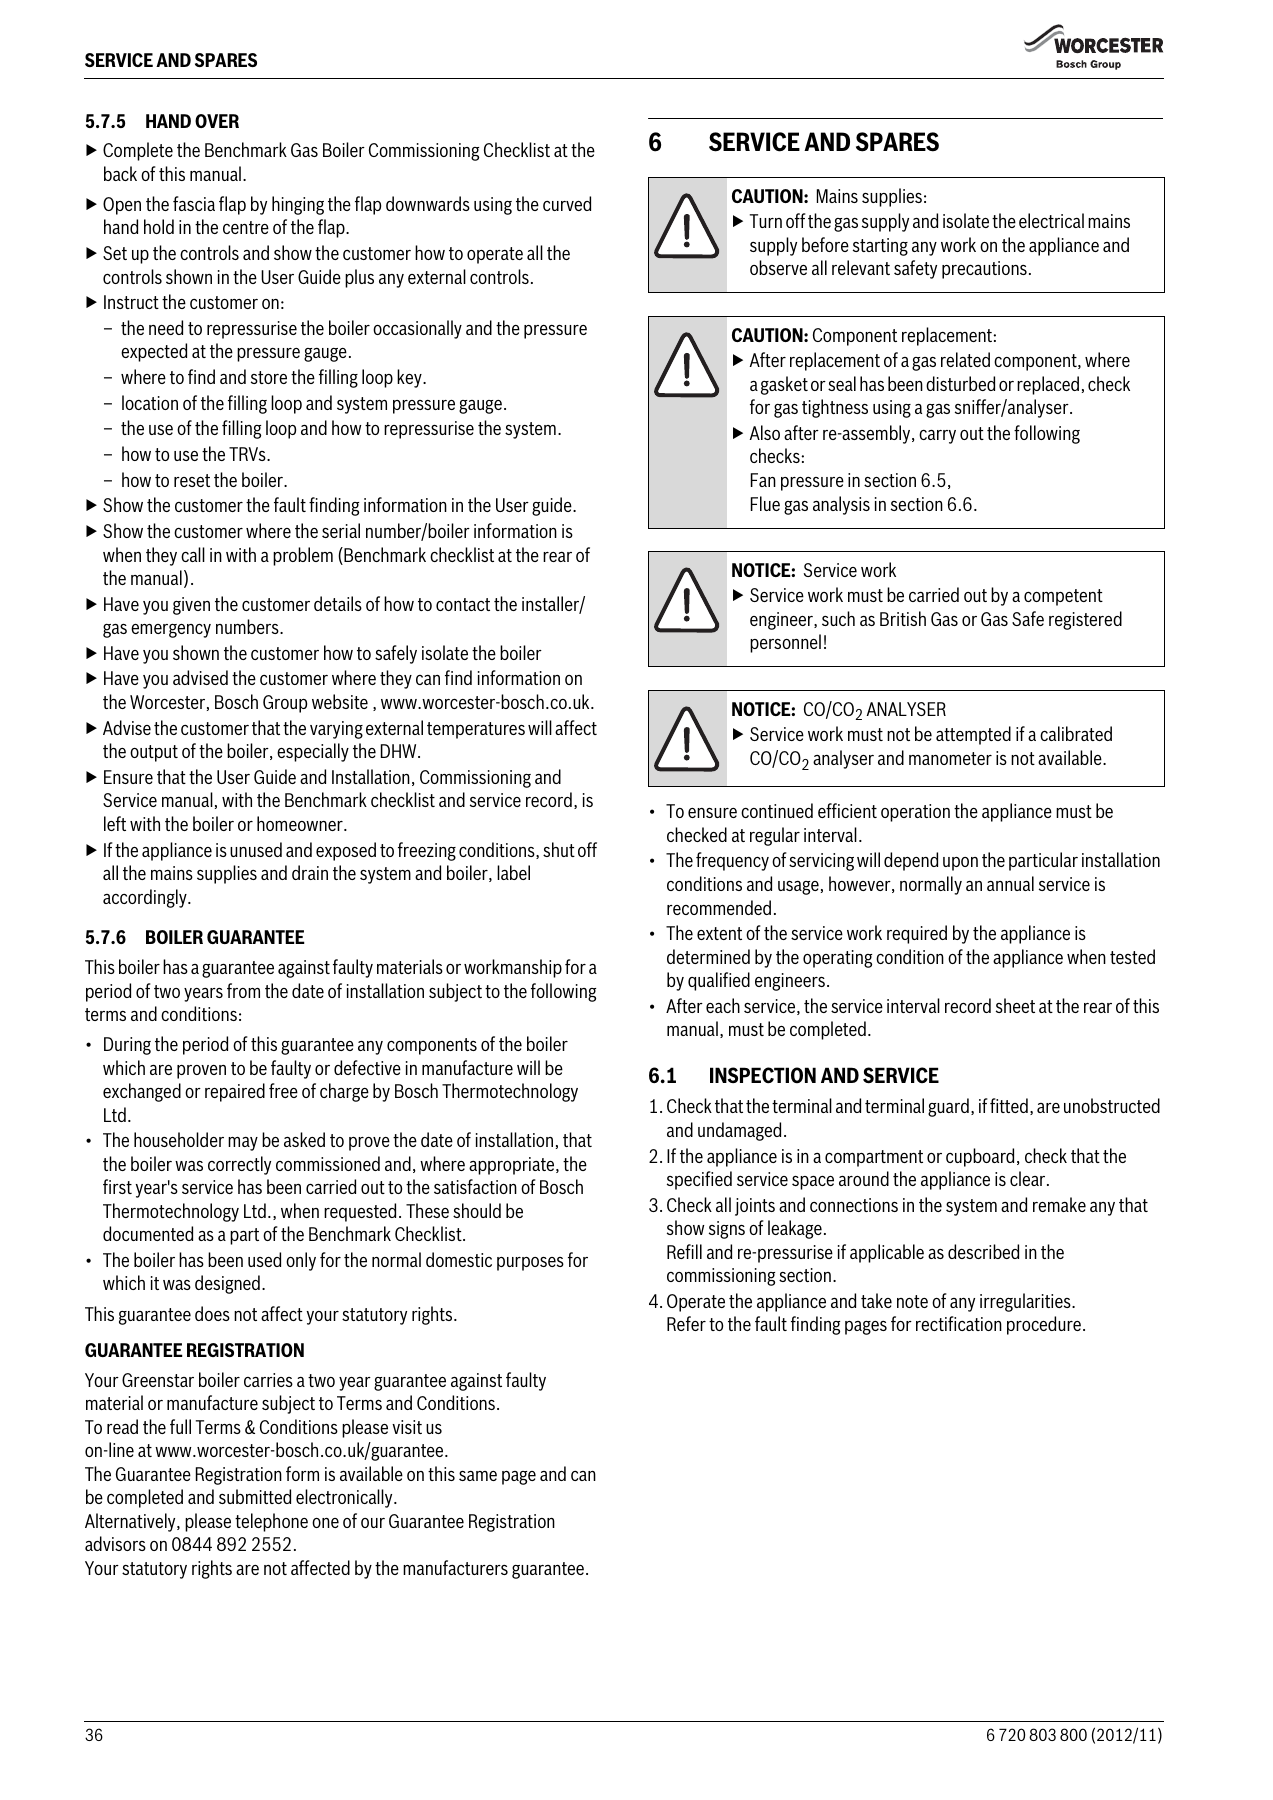 SERVICE AND SPARES
WORCESTER
Bosch Group
5.7.5 HAND OVER
▶ Complete the Benchmark Gas Boiler Commissioning Checklist at the
back of this manual.
▶ Open the fascia flap by hinging the flap downwards using the curved
hand hold in the centre of the flap.
▶ Set up the controls and show the customer how to operate all the
controls shown in the User Guide plus any external controls.
▶ Instruct the customer on:
– the need to repressurise the boiler occasionally and the pressure
expected at the pressure gauge.
– where to find and store the filling loop key.
– location of the filling loop and system pressure gauge.
– the use of the filling loop and how to repressurise the system.
– how to use the TRVs.
– how to reset the boiler.
▶ Show the customer the fault finding information in the User guide.
▶ Show the customer where the serial number/boiler information is
when they call in with a problem (Benchmark checklist at the rear of
the manual).
▶ Have you given the customer details of how to contact the installer/
gas emergency numbers.
▶ Have you shown the customer how to safely isolate the boiler
▶ Have you advised the customer where they can find information on
the Worcester, Bosch Group website , www.worcester-bosch.co.uk.
▶ Advise the customer that the varying external temperatures will affect
the output of the boiler, especially the DHW.
▶ Ensure that the User Guide and Installation, Commissioning and
Service manual, with the Benchmark checklist and service record, is
left with the boiler or homeowner.
▶ If the appliance is unused and exposed to freezing conditions, shut off
all the mains supplies and drain the system and boiler, label
accordingly.
5.7.6 BOILER GUARANTEE
This boiler has a guarantee against faulty materials or workmanship for a
period of two years from the date of installation subject to the following
terms and conditions:
• During the period of this guarantee any components of the boiler
which are proven to be faulty or defective in manufacture will be
exchanged or repaired free of charge by Bosch Thermotechnology
Ltd.
• The householder may be asked to prove the date of installation, that
the boiler was correctly commissioned and, where appropriate, the
first year's service has been carried out to the satisfaction of Bosch
Thermotechnology Ltd., when requested. These should be
documented as a part of the Benchmark Checklist.
• The boiler has been used only for the normal domestic purposes for
which it was designed.
This guarantee does not affect your statutory rights.
GUARANTEE REGISTRATION
Your Greenstar boiler carries a two year guarantee against faulty
material or manufacture subject to Terms and Conditions.
To read the full Terms & Conditions please visit us
on-line at www.worcester-bosch.co.uk/guarantee.
The Guarantee Registration form is available on this same page and can
be completed and submitted electronically.
Alternatively, please telephone one of our Guarantee Registration
advisors on 0844 892 2552.
Your statutory rights are not affected by the manufacturers guarantee.
6 SERVICE AND SPARES
CAUTION: Mains supplies:
▶ Turn off the gas supply and isolate the electrical mains
supply before starting any work on the appliance and
observe all relevant safety precautions.
CAUTION: Component replacement:
▶ After replacement of a gas related component, where
a gasket or seal has been disturbed or replaced, check
for gas tightness using a gas sniffer/analyser.
▶ Also after re-assembly, carry out the following
checks:
Fan pressure in section 6.5,
Flue gas analysis in section 6.6.
NOTICE: Service work
▶ Service work must be carried out by a competent
engineer, such as British Gas or Gas Safe registered
personnel!
NOTICE: CO/CO2 ANALYSER
▶ Service work must not be attempted if a calibrated
CO/CO2 analyser and manometer is not available.
• To ensure continued efficient operation the appliance must be
checked at regular interval.
• The frequency of servicing will depend upon the particular installation
conditions and usage, however, normally an annual service is
recommended.
• The extent of the service work required by the appliance is
determined by the operating condition of the appliance when tested
by qualified engineers.
• After each service, the service interval record sheet at the rear of this
manual, must be completed.
6.1 INSPECTION AND SERVICE
1. Check that the terminal and terminal guard, if fitted, are unobstructed
and undamaged.
2. If the appliance is in a compartment or cupboard, check that the
specified service space around the appliance is clear.
3. Check all joints and connections in the system and remake any that
show signs of leakage.
Refill and re-pressurise if applicable as described in the
commissioning section.
4. Operate the appliance and take note of any irregularities.
Refer to the fault finding pages for rectification procedure.
36
6 720 803 800 (2012/11)